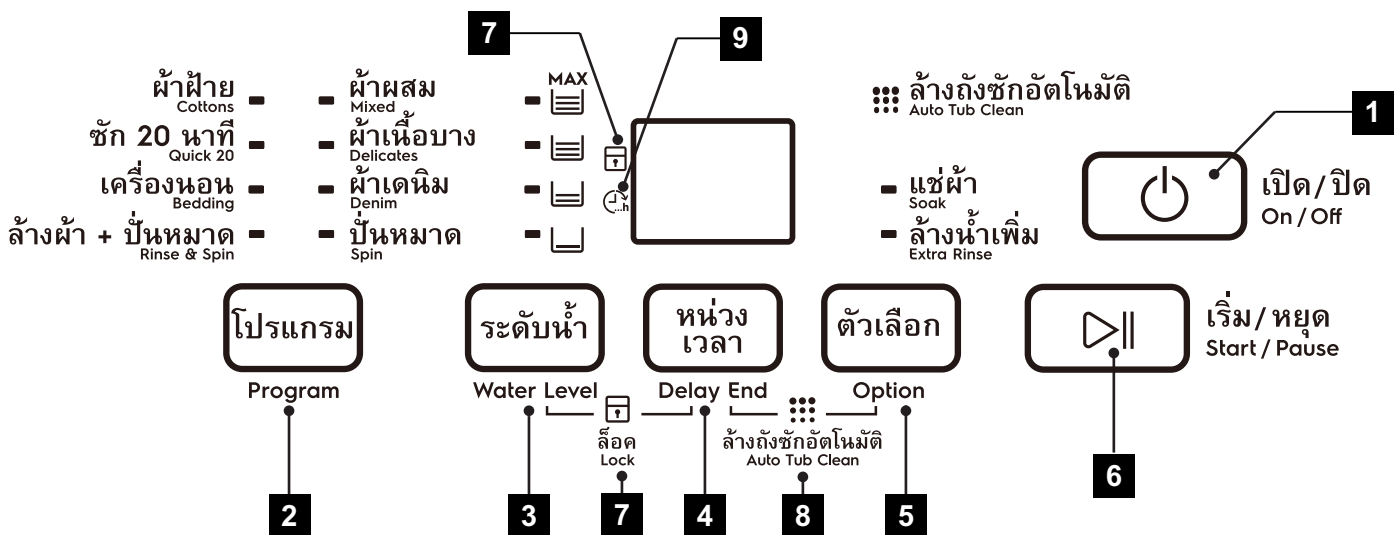 7
9
ผ้าฝ้าย
Cottons
ผ้าผสม
Mixed
MAX
ล้างถังซักอัตโนมัติ
Auto Tub Clean
1
ซัก 20 นาที
Quick 20
ผ้าเนื้อบาง
Delicates
เครื่องนอน
Bedding
ผ้าเดนิม
Denim
...h
แช่ผ้า
Soak
เปิด/ปิด
On/Off
ล้างผ้า + ปั่นหมาด
Rinse & Spin
ปั่นหมาด
Spin
ล้างน้ำเพิ่ม
Extra Rinse
โปรแกรม
ระดับน้ำ
หน่วง
เวลา
ตัวเลือก
เริ่ม/หยุด
Start/Pause
Program
Water Level
Delay End
Option
ล็อค
Lock
ล้างถังซักอัตโนมัติ
Auto Tub Clean
6
2
3
7
4
8
5